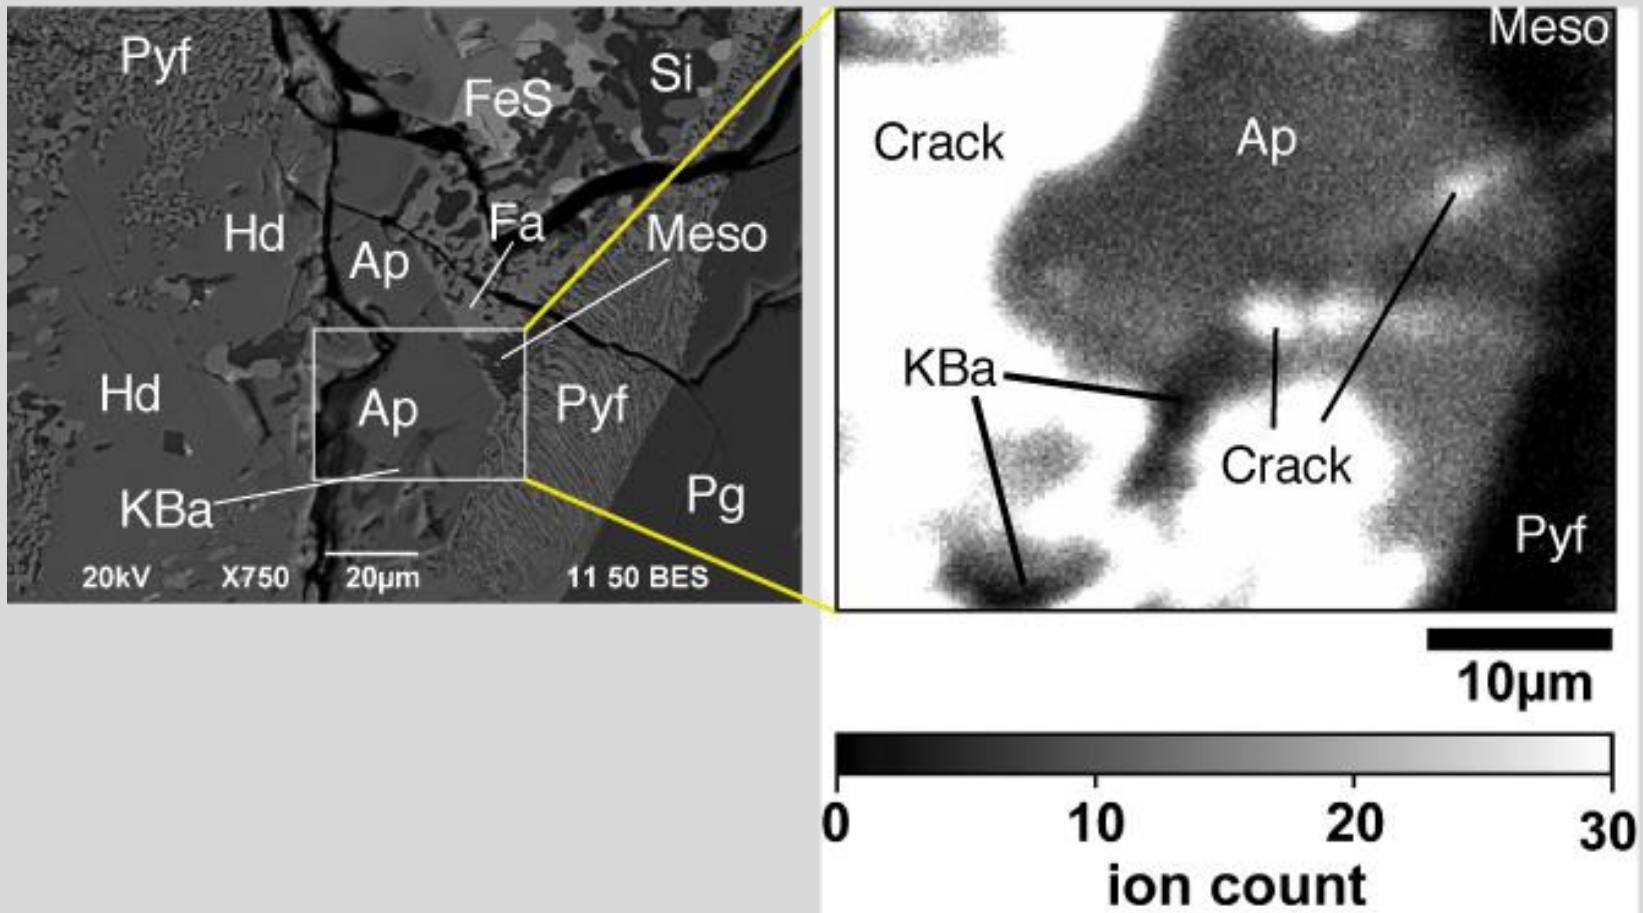 Pyf
FeS
Si
Hd
Fa
Meso
Ap
Hd
Ap
Pyf
KBa
Pg
20kV X750 20µm 11 50 BES
Meso
Crack
Ap
KBa
Crack
Pyf
10µm
0 10 20 30
ion count